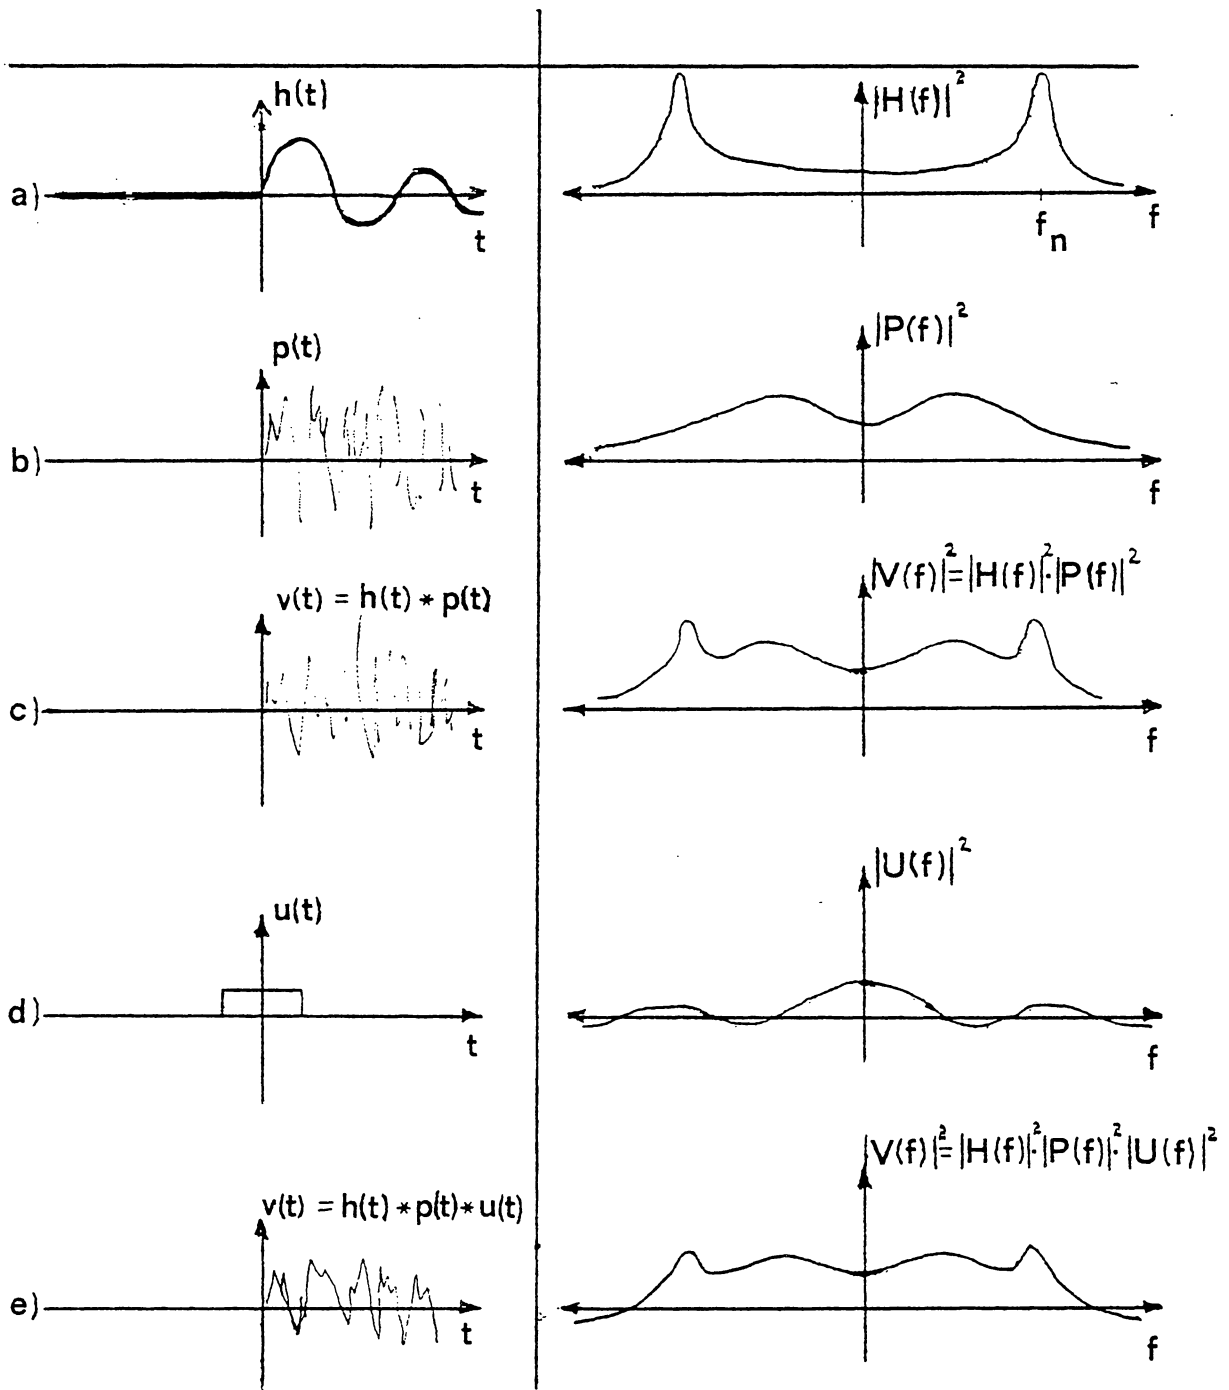 h(t)
|H(f)|²
a)
t
f
f_n
p(t)
|P(f)|²
b)
t
f
v(t) = h(t) * p(t)
|V(f)|² = |H(f)|² · |P(f)|²
c)
t
f
u(t)
|U(f)|²
d)
t
f
v(t) = h(t) * p(t) * u(t)
|V(f)|² = |H(f)|² · |P(f)|² · |U(f)|²
e)
t
f